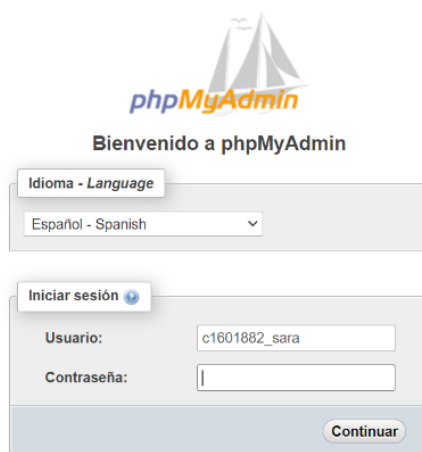 phpMyAdmin
Bienvenido a phpMyAdmin
Idioma - Language
Español - Spanish
Iniciar sesión
Usuario: c1601882_sara
Contraseña:
Continuar